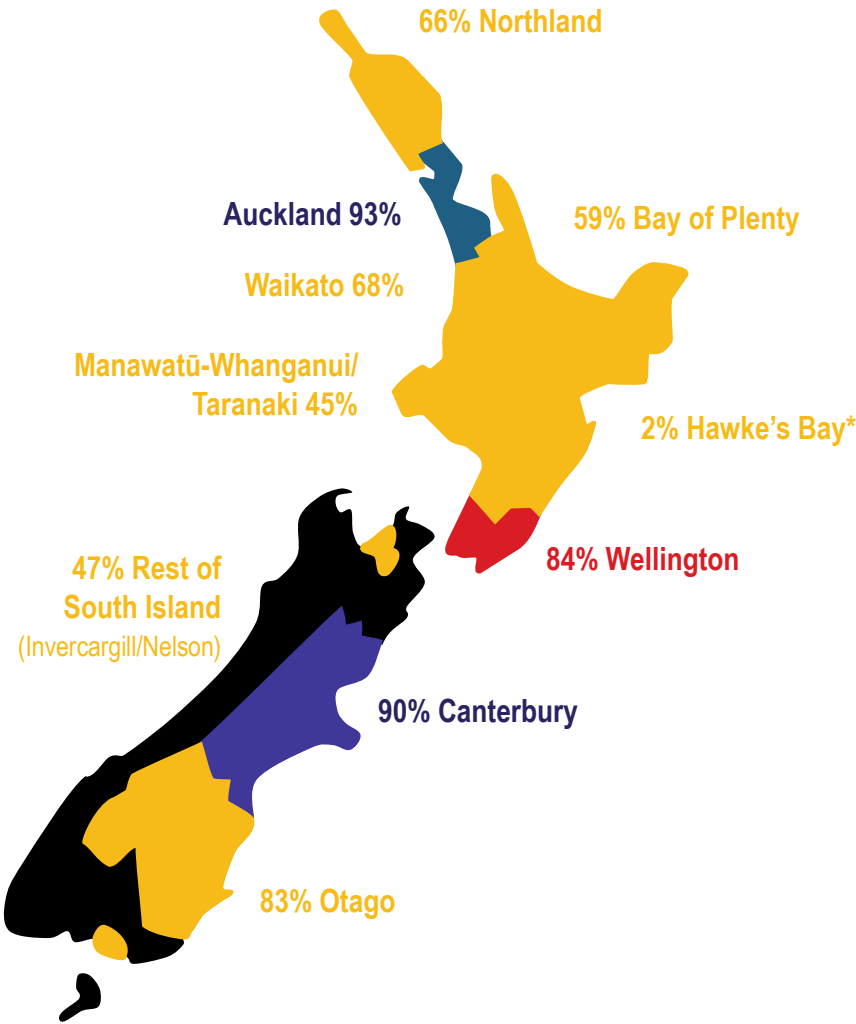 66% Northland
Auckland 93%
59% Bay of Plenty
Waikato 68%
Manawatū-Whanganui/
Taranaki 45%
2% Hawke's Bay*
84% Wellington
47% Rest of
South Island
(Invercargill/Nelson)
90% Canterbury
83% Otago